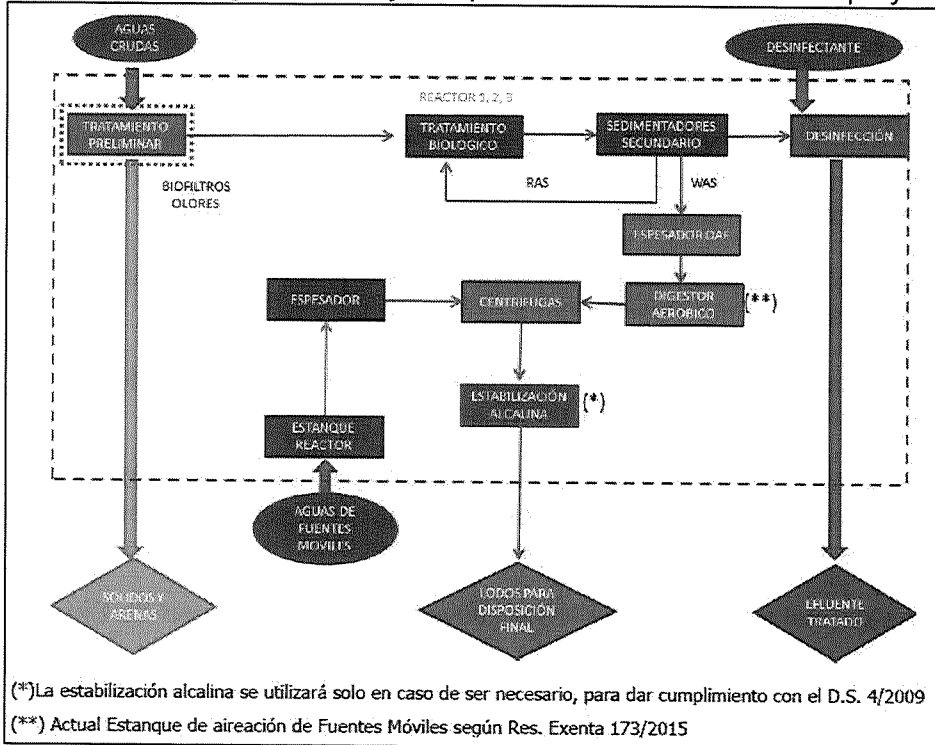 AGUAS
CRUDAS
DESINFECTANTE
REACTOR 1, 2, 3
TRATAMIENTO
PRELIMINAR
TRATAMIENTO
BIOLOGICO
SEDIMENTADORES
SECUNDARIO
DESINFECCIÓN
BIOFILTROS
OLORES
RAS
WAS
ESPESADOR DAF
ESPESADOR
CENTRIFUGAS
DIGESTOR
AEROBICO
(**)
ESTABILIZACIÓN
ALCALINA
(*)
ESTANQUE
REACTOR
AGUAS DE
FUENTES
MOVILES
SOLIDOS Y
ARENAS
LODOS PARA
DISPOSICIÓN
FINAL
EFLUENTE
TRATADO
(*)La estabilización alcalina se utilizará solo en caso de ser necesario, para dar cumplimiento con el D.S. 4/2009
(**) Actual Estanque de aireación de Fuentes Móviles según Res. Exenta 173/2015